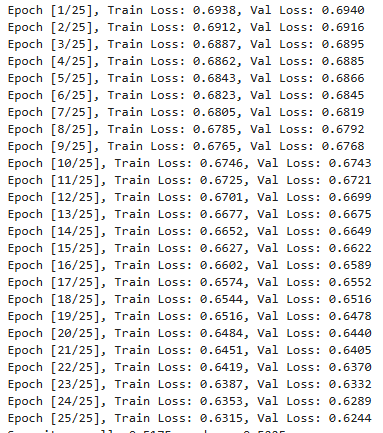 Epoch [1/25], Train Loss: 0.6938, Val Loss: 0.6940
Epoch [2/25], Train Loss: 0.6912, Val Loss: 0.6916
Epoch [3/25], Train Loss: 0.6887, Val Loss: 0.6895
Epoch [4/25], Train Loss: 0.6862, Val Loss: 0.6885
Epoch [5/25], Train Loss: 0.6843, Val Loss: 0.6866
Epoch [6/25], Train Loss: 0.6823, Val Loss: 0.6845
Epoch [7/25], Train Loss: 0.6805, Val Loss: 0.6819
Epoch [8/25], Train Loss: 0.6785, Val Loss: 0.6792
Epoch [9/25], Train Loss: 0.6765, Val Loss: 0.6768
Epoch [10/25], Train Loss: 0.6746, Val Loss: 0.6743
Epoch [11/25], Train Loss: 0.6725, Val Loss: 0.6721
Epoch [12/25], Train Loss: 0.6701, Val Loss: 0.6699
Epoch [13/25], Train Loss: 0.6677, Val Loss: 0.6675
Epoch [14/25], Train Loss: 0.6652, Val Loss: 0.6649
Epoch [15/25], Train Loss: 0.6627, Val Loss: 0.6622
Epoch [16/25], Train Loss: 0.6602, Val Loss: 0.6589
Epoch [17/25], Train Loss: 0.6574, Val Loss: 0.6552
Epoch [18/25], Train Loss: 0.6544, Val Loss: 0.6516
Epoch [19/25], Train Loss: 0.6516, Val Loss: 0.6478
Epoch [20/25], Train Loss: 0.6484, Val Loss: 0.6440
Epoch [21/25], Train Loss: 0.6451, Val Loss: 0.6405
Epoch [22/25], Train Loss: 0.6419, Val Loss: 0.6370
Epoch [23/25], Train Loss: 0.6387, Val Loss: 0.6332
Epoch [24/25], Train Loss: 0.6353, Val Loss: 0.6289
Epoch [25/25], Train Loss: 0.6315, Val Loss: 0.6244